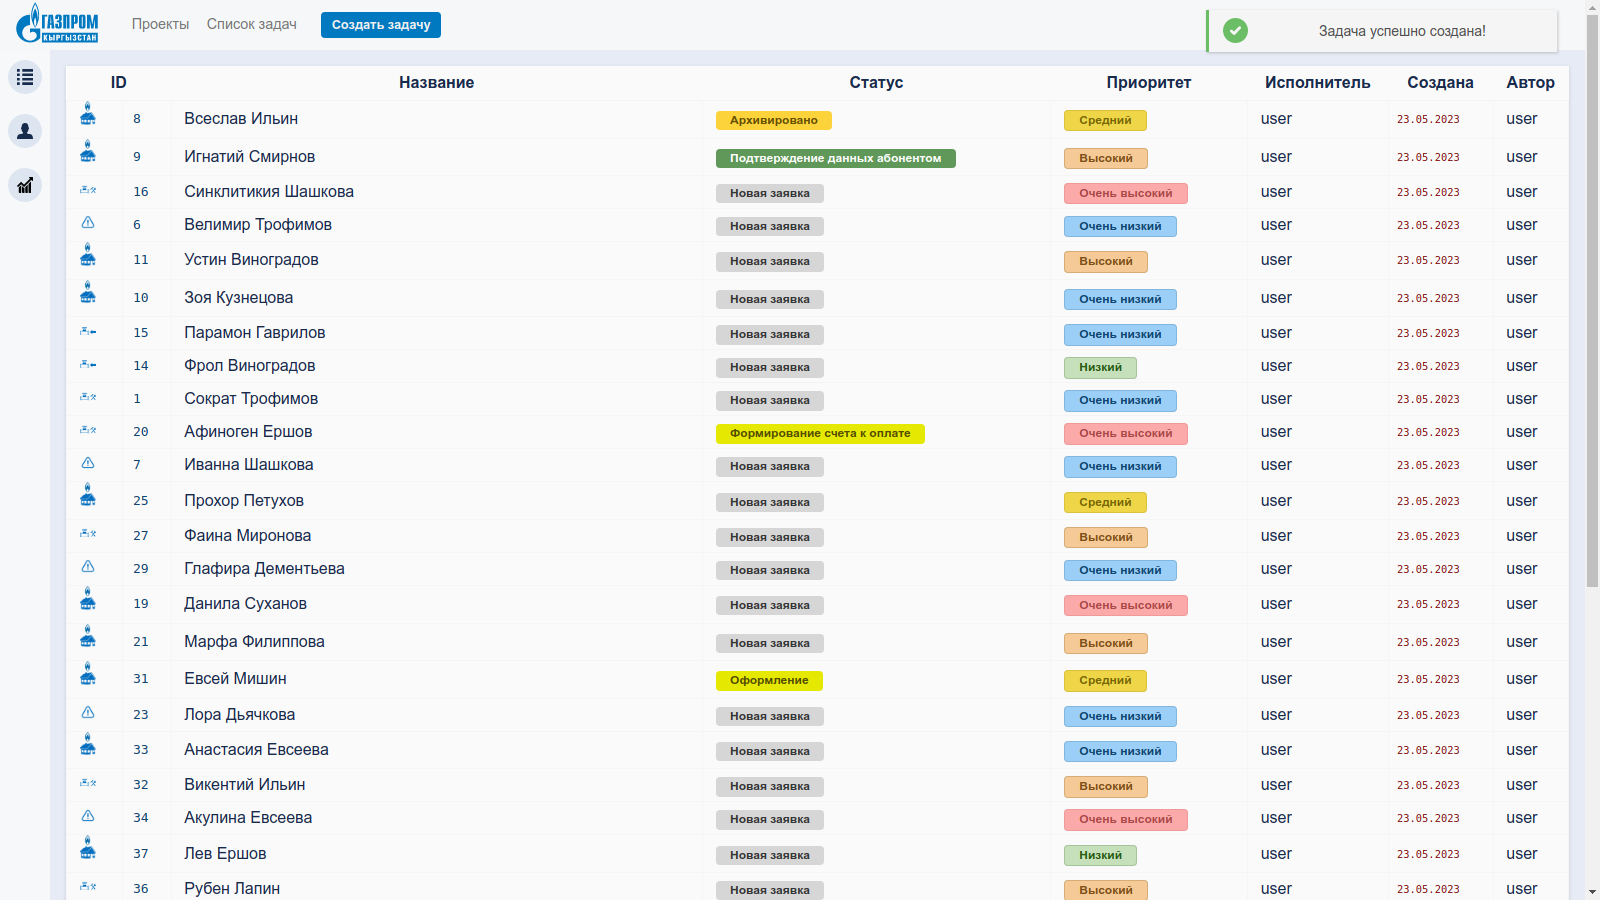 ГАЗПРОМ
КЫРГЫЗСТАН
Проекты Список задач Создать задачу
Задача успешно создана!
ID Название Статус Приоритет Исполнитель Создана Автор
8 Всеслав Ильин Архивировано Средний user 23.05.2023 user
9 Игнатий Смирнов Подтверждение данных абонентом Высокий user 23.05.2023 user
16 Синклитикия Шашкова Новая заявка Очень высокий user 23.05.2023 user
6 Велимир Трофимов Новая заявка Очень низкий user 23.05.2023 user
11 Устин Виноградов Новая заявка Высокий user 23.05.2023 user
10 Зоя Кузнецова Новая заявка Очень низкий user 23.05.2023 user
15 Парамон Гаврилов Новая заявка Очень низкий user 23.05.2023 user
14 Фрол Виноградов Новая заявка Низкий user 23.05.2023 user
1 Сократ Трофимов Новая заявка Очень низкий user 23.05.2023 user
20 Афиноген Ершов Формирование счета к оплате Очень высокий user 23.05.2023 user
7 Иванна Шашкова Новая заявка Очень низкий user 23.05.2023 user
25 Прохор Петухов Новая заявка Средний user 23.05.2023 user
27 Фаина Миронова Новая заявка Высокий user 23.05.2023 user
29 Глафира Дементьева Новая заявка Очень низкий user 23.05.2023 user
19 Данила Суханов Новая заявка Очень высокий user 23.05.2023 user
21 Марфа Филиппова Новая заявка Высокий user 23.05.2023 user
31 Евсей Мишин Оформление Средний user 23.05.2023 user
23 Лора Дьячкова Новая заявка Очень низкий user 23.05.2023 user
33 Анастасия Евсеева Новая заявка Очень низкий user 23.05.2023 user
32 Викентий Ильин Новая заявка Высокий user 23.05.2023 user
34 Акулина Евсеева Новая заявка Очень высокий user 23.05.2023 user
37 Лев Ершов Новая заявка Низкий user 23.05.2023 user
36 Рубен Лапин Новая заявка Высокий user 23.05.2023 user